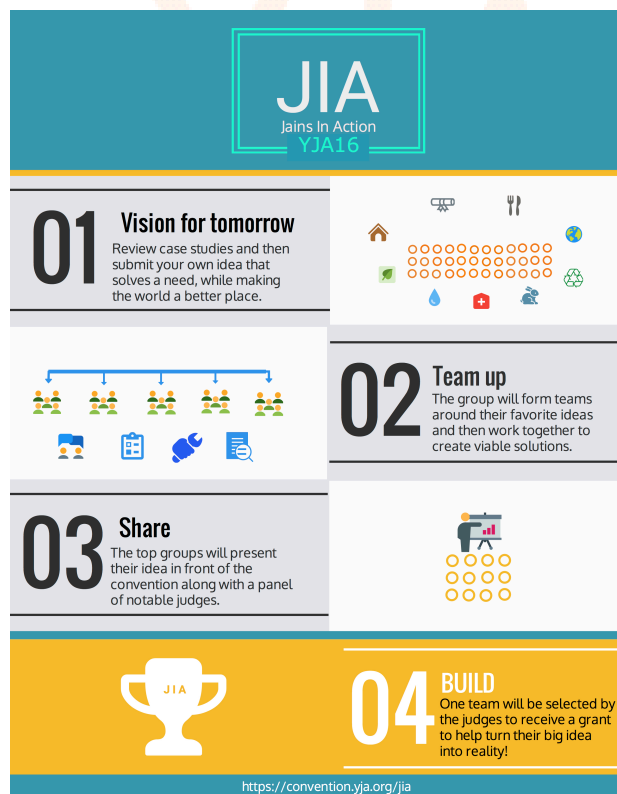 JIA
Jains In Action
YJA16
01
Vision for tomorrow
Review case studies and then
submit your own idea that
solves a need, while making
the world a better place.
02
Team up
The group will form teams
around their favorite ideas
and then work together to
create viable solutions.
03
Share
The top groups will present
their idea in front of the
convention along with a panel
of notable judges.
JIA
04
BUILD
One team will be selected by
the judges to receive a grant
to help turn their big idea
into reality!
https://convention.yja.org/jia